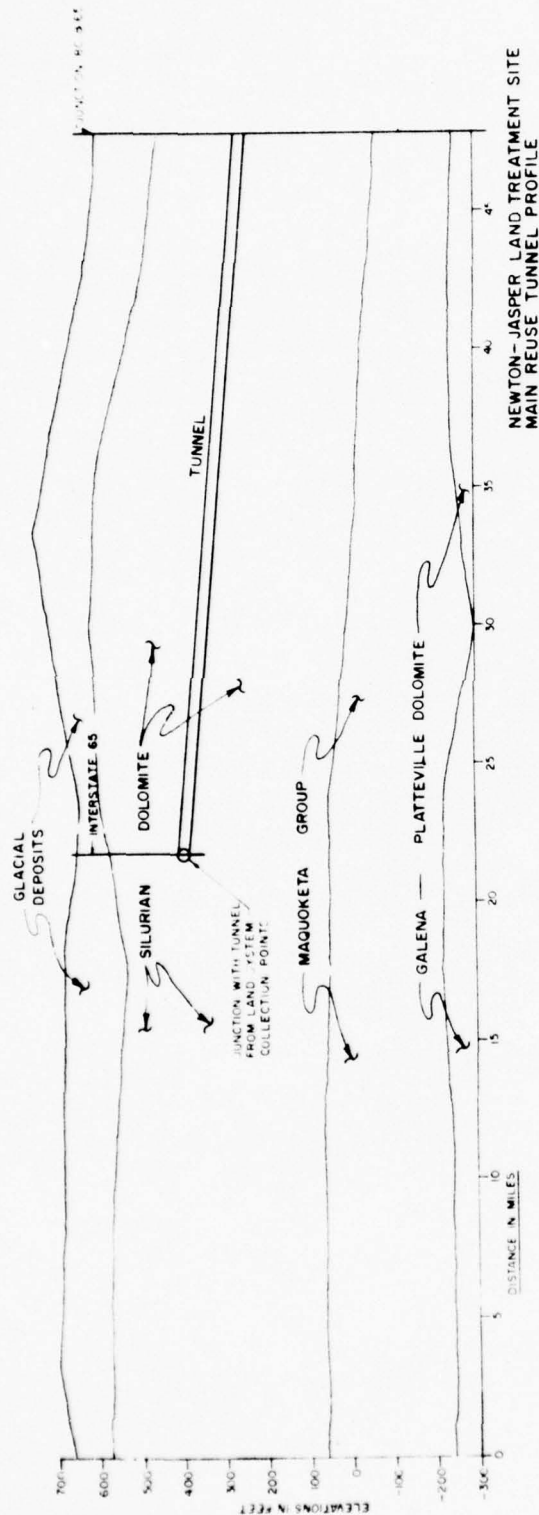 GLACIAL
DEPOSITS
INTERSTATE 65
SILURIAN
DOLOMITE
TUNNEL
JUNCTION WITH TUNNEL
FROM LAND SYSTEM
COLLECTION POINTS
MAQUOKETA GROUP
GALENA — PLATTEVILLE DOLOMITE
ELEVATIONS IN FEET
700
600
500
400
300
200
100
0
-100
-200
-300
0
5
10
15
20
25
30
35
40
45
DISTANCE IN MILES
NEWTON-JASPER LAND TREATMENT SITE
MAIN REUSE TUNNEL PROFILE